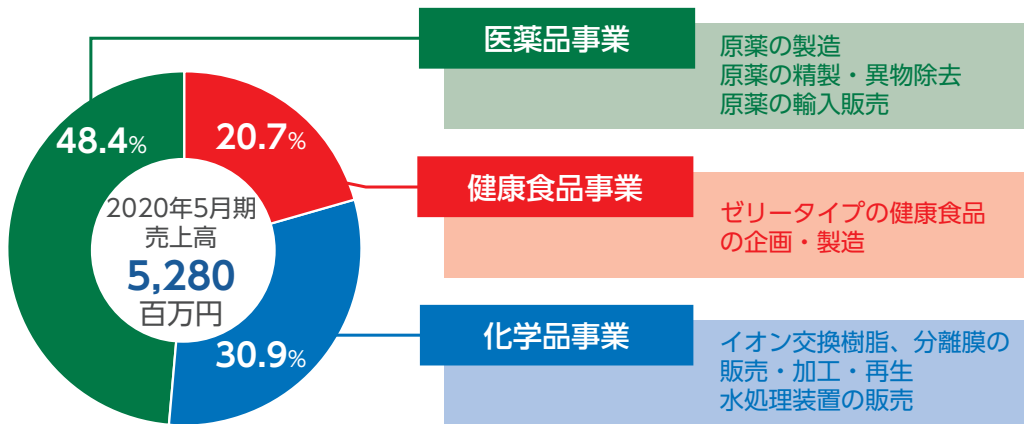 48.4%
20.7%
30.9%
2020年5月期
売上高
5,280
百万円
医薬品事業
原薬の製造
原薬の精製・異物除去
原薬の輸入販売
健康食品事業
ゼリータイプの健康食品
の企画・製造
化学品事業
イオン交換樹脂、分離膜の
販売・加工・再生
水処理装置の販売